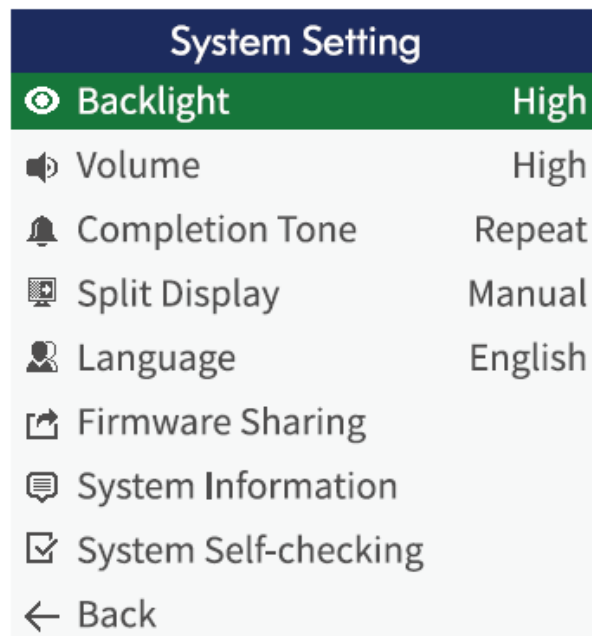 System Setting
Backlight High
Volume High
Completion Tone Repeat
Split Display Manual
Language English
Firmware Sharing
System Information
System Self-checking
Back